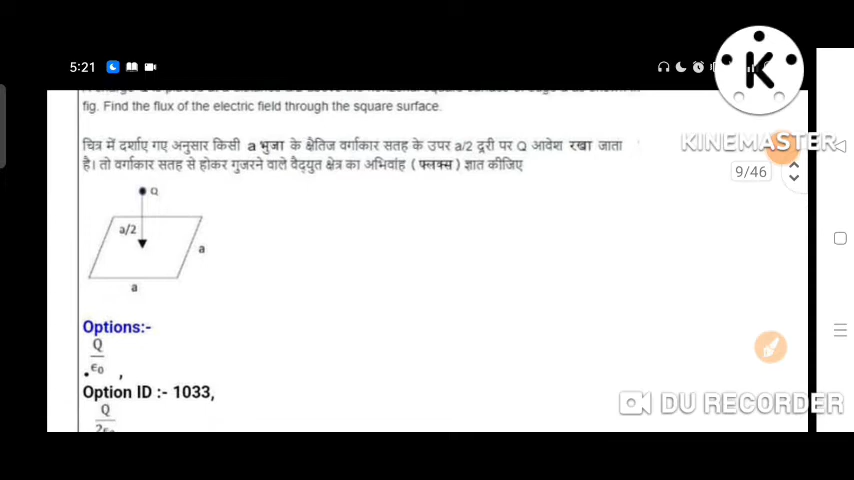 5:21
fig. Find the flux of the electric field through the square surface.
चित्र में दर्शाए गए अनुसार किसी a भुजा के क्षैतिज वर्गाकार सतह के उपर a/2 दूरी पर Q आवेश रखा जाता
है। तो वर्गाकार सतह से होकर गुजरने वाले वैद्युत क्षेत्र का अभिवांह ( फ्लक्स ) ज्ञात कीजिए
Q
a/2
a
a
Options:-
Q
ϵ₀ ,
Option ID :- 1033,
Q
K
KINEMASTER
9/46
DU RECORDER